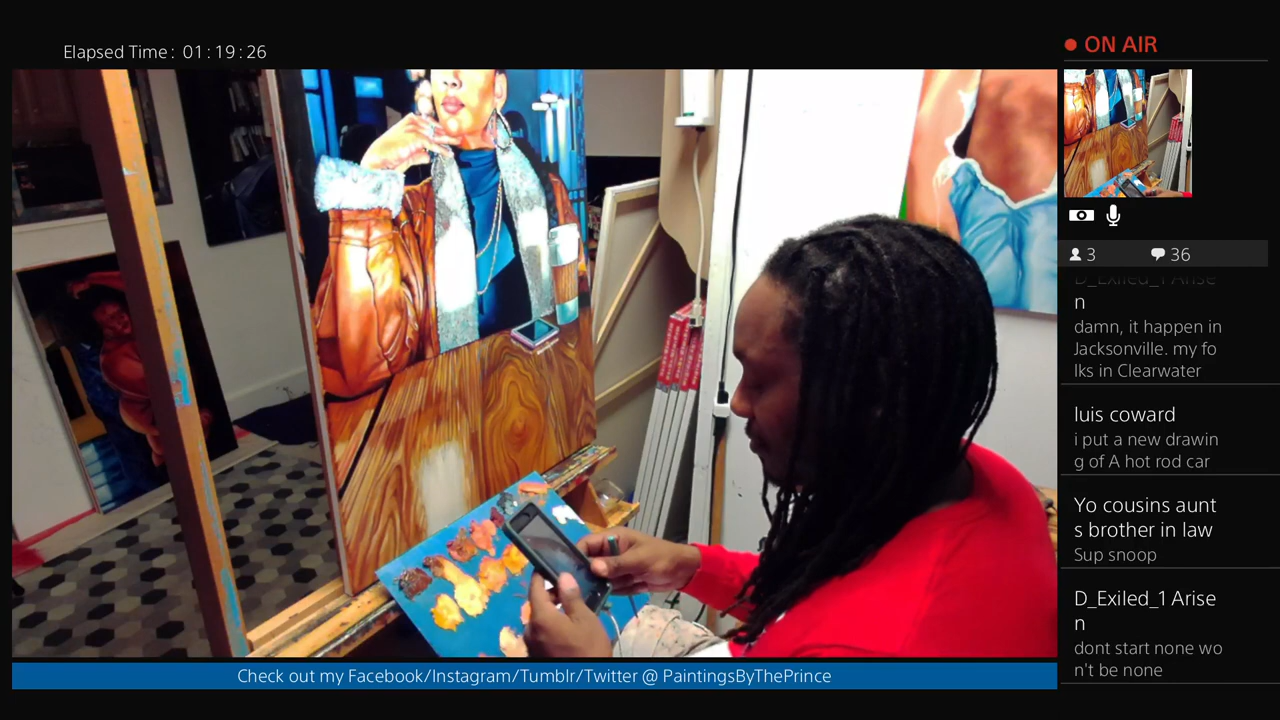 Elapsed Time: 01:19:26
ON AIR
3 36
D_Exiled_1 Arise
n
damn, it happen in
Jacksonville. my fo
lks in Clearwater
luis coward
i put a new drawin
g of A hot rod car
Yo cousins aunt
s brother in law
Sup snoop
D_Exiled_1 Arise
n
dont start none wo
n't be none
Check out my Facebook/Instagram/Tumblr/Twitter @ PaintingsByThePrince